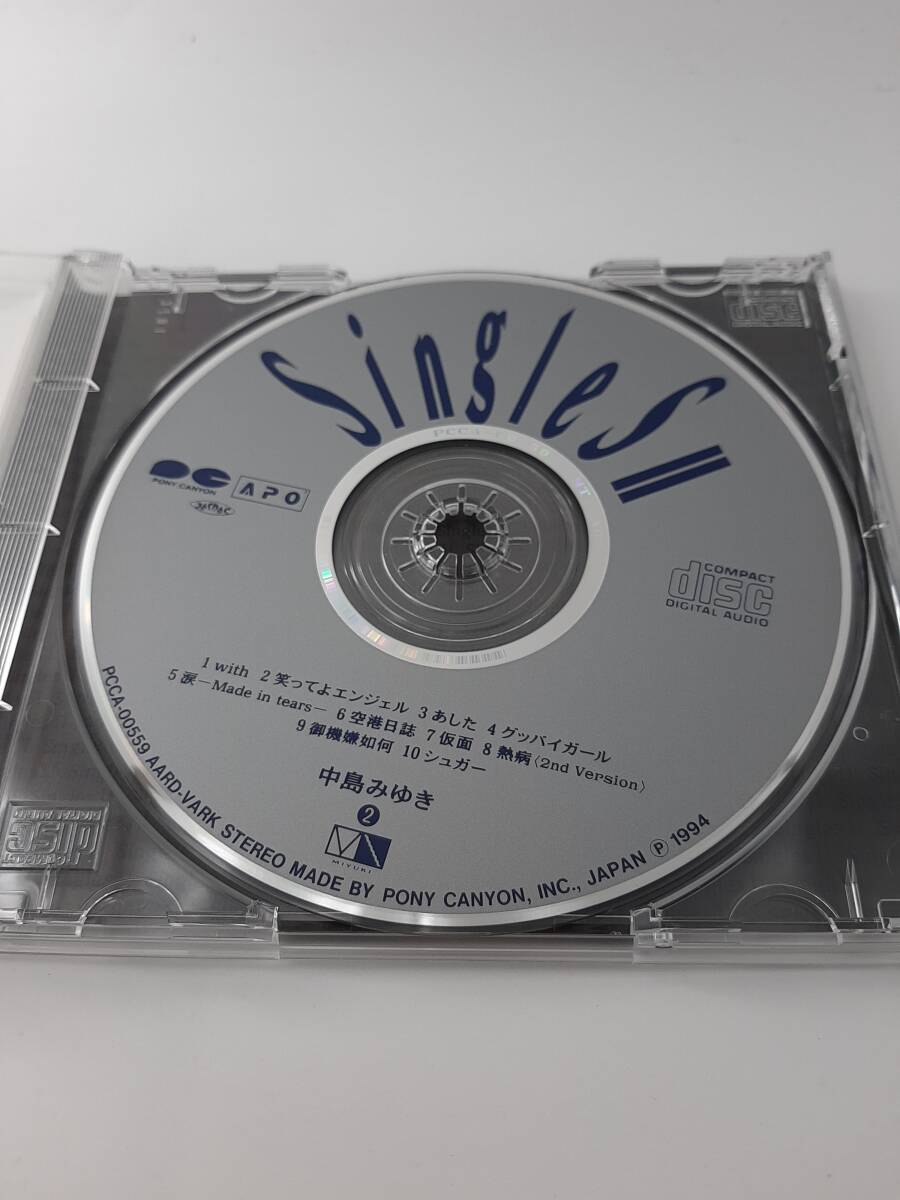 Singles II
PONY CANYON
APO
JASRAC
COMPACT
disc
DIGITAL AUDIO
1 with 2 笑ってよエンジェル 3 あした 4 グッバイガール
5 涙－Made in tears－ 6 空港日誌 7 仮面 8 熱病〈2nd Version〉
9 御機嫌如何 10 シュガー
中島みゆき
2
MIYUKI
PCCA-00559 AARD-VARK STEREO MADE BY PONY CANYON, INC., JAPAN Ⓟ 1994
disc
disc